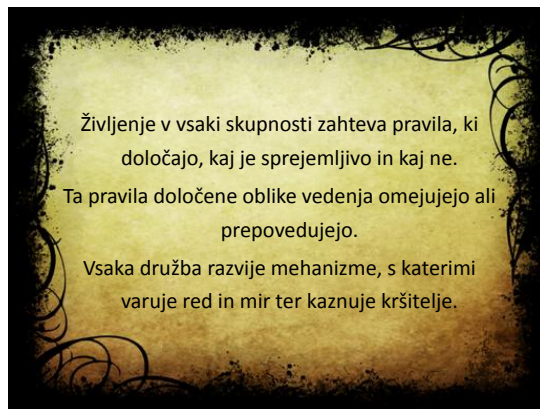 Življenje v vsaki skupnosti zahteva pravila, ki
določajo, kaj je sprejemljivo in kaj ne.
Ta pravila določene oblike vedenja omejujejo ali
prepovedujejo.
Vsaka družba razvije mehanizme, s katerimi
varuje red in mir ter kaznuje kršitelje.